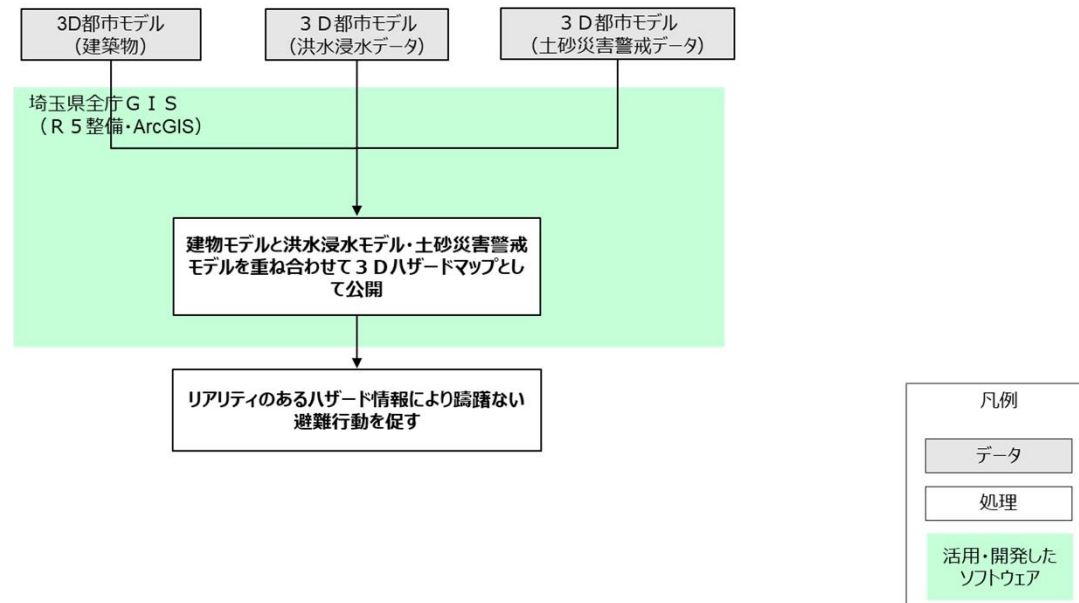 3D都市モデル
（建築物）
３Ｄ都市モデル
（洪水浸水データ）
３Ｄ都市モデル
（土砂災害警戒データ）
埼玉県全庁ＧＩＳ
（Ｒ５整備・ArcGIS）
建物モデルと洪水浸水モデル・土砂災害警戒
モデルを重ね合わせて３Ｄハザードマップとし
て公開
リアリティのあるハザード情報により躊躇ない
避難行動を促す
凡例
データ
処理
活用・開発した
ソフトウェア